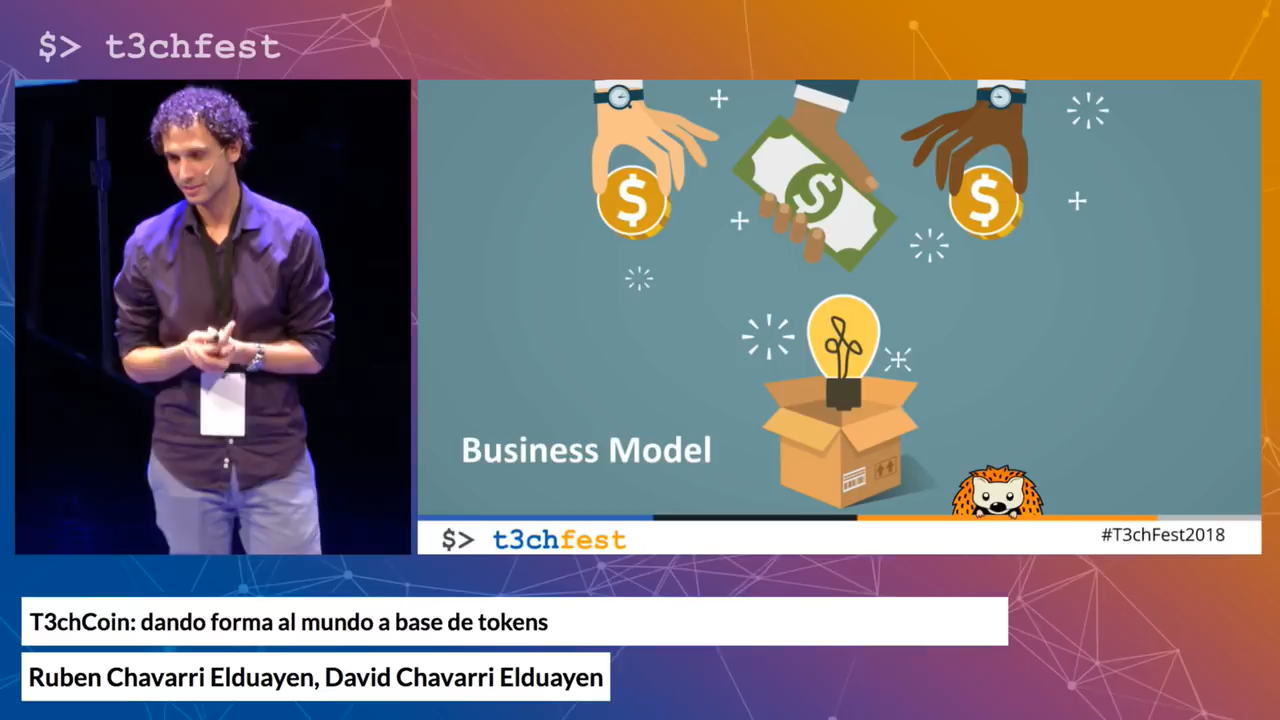 $> t3chfest
$
$
$
Business Model
$> t3chfest
#T3chFest2018
T3chCoin: dando forma al mundo a base de tokens
Ruben Chavarri Elduayen, David Chavarri Elduayen